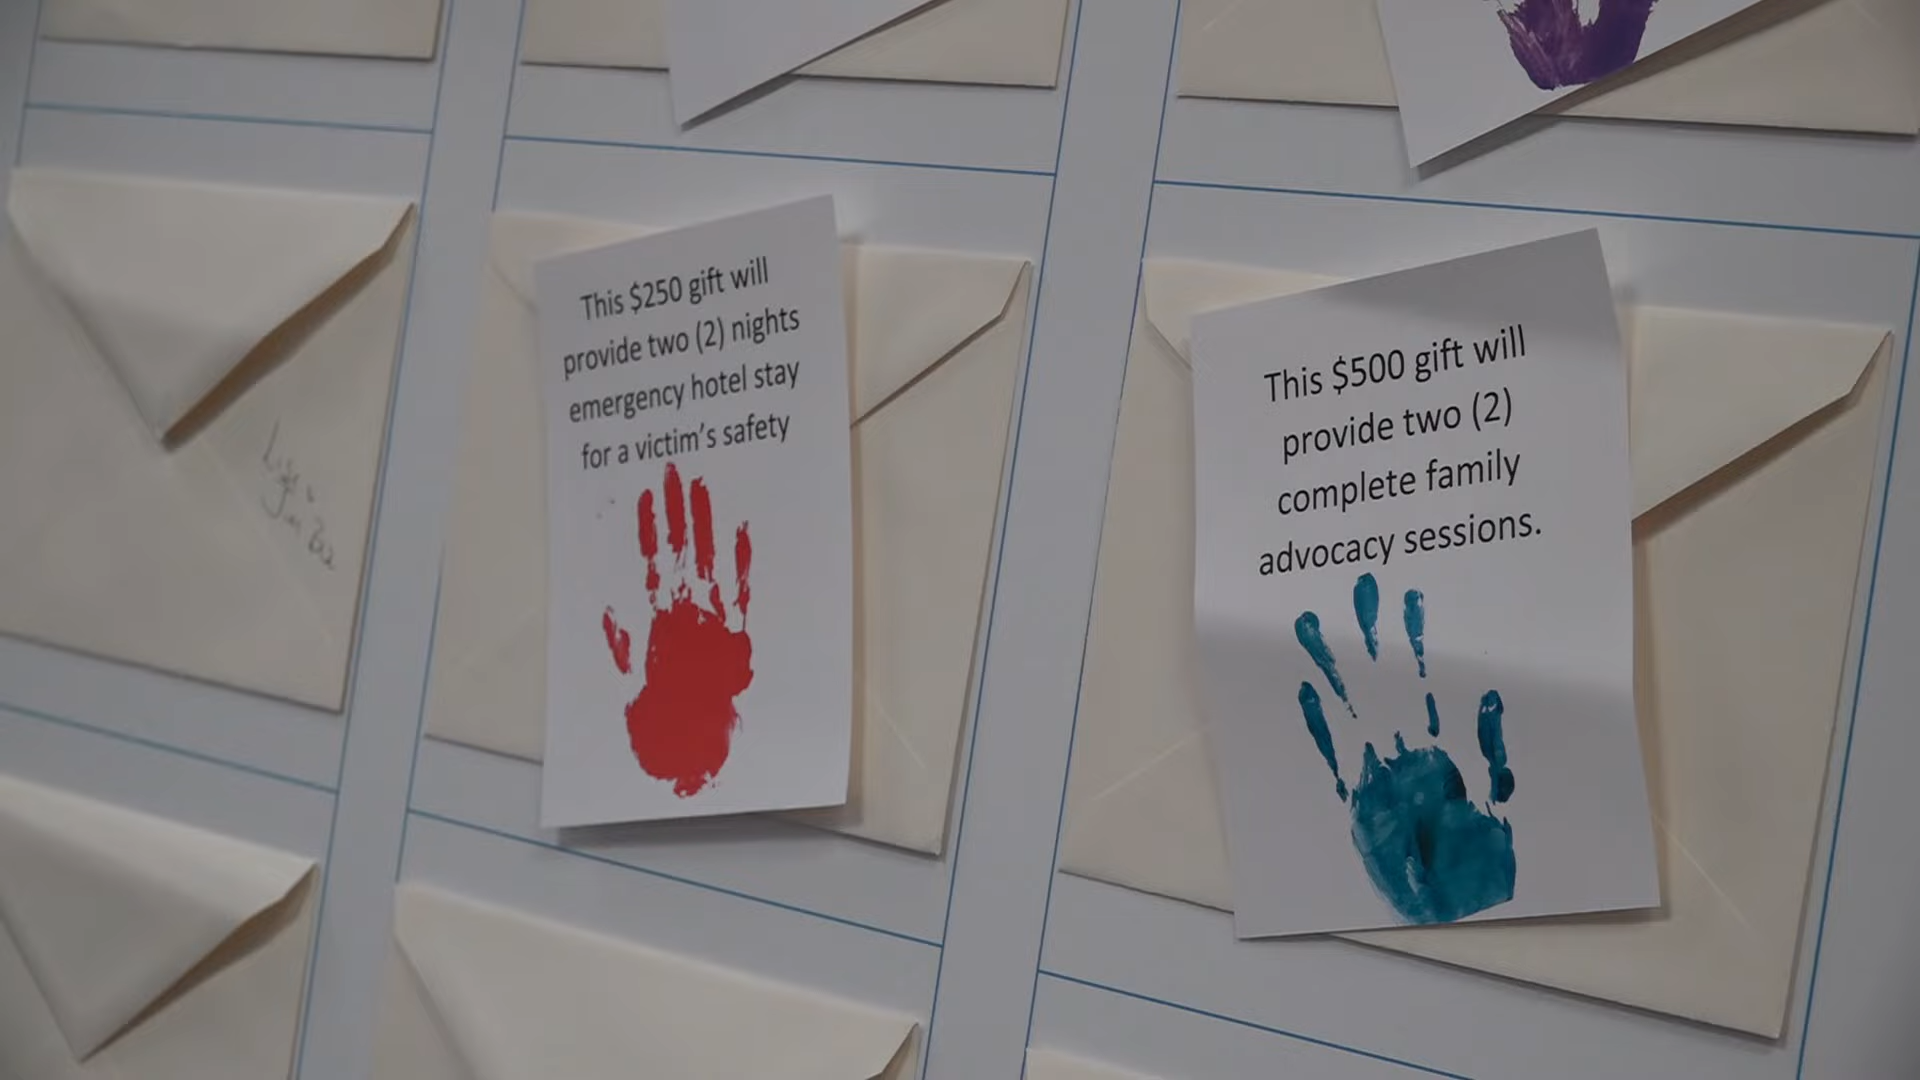 This $250 gift will
provide two (2) nights
emergency hotel stay
for a victim's safety
This $500 gift will
provide two (2)
complete family
advocacy sessions.